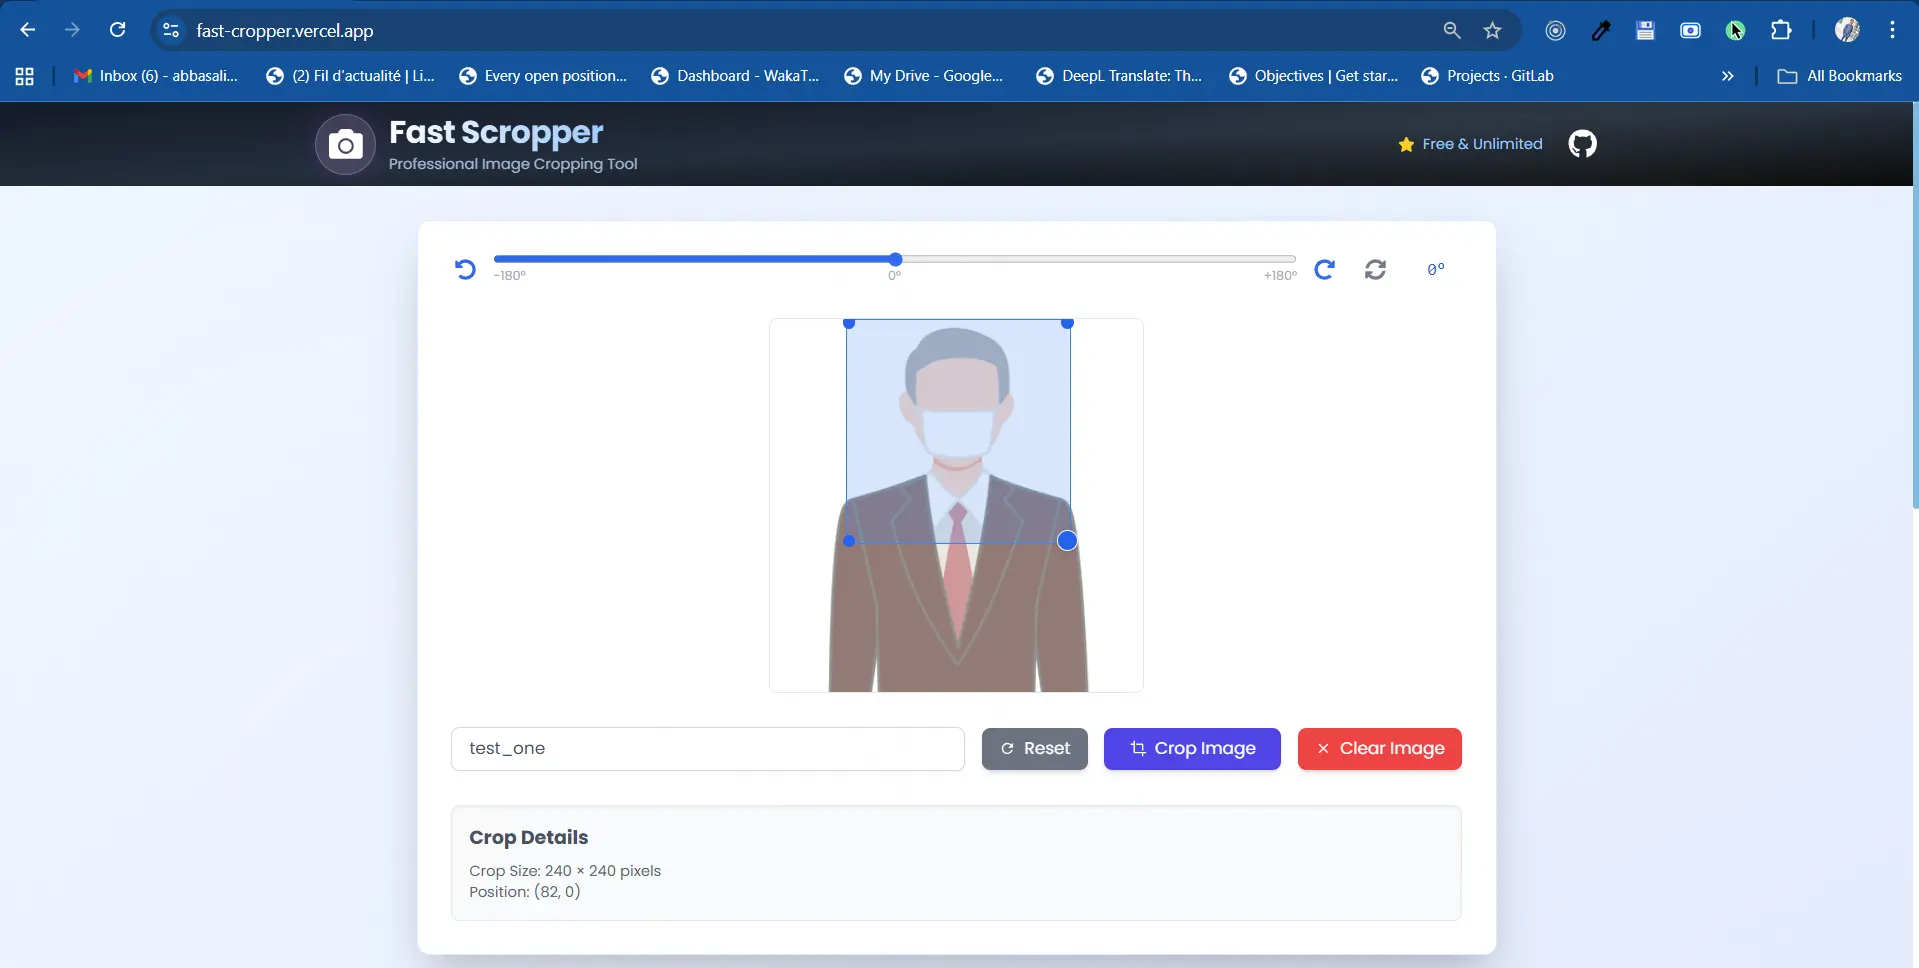 fast-cropper.vercel.app
Inbox (6) - abbasali...
(2) Fil d'actualité | Li...
Every open position...
Dashboard - WakaT...
My Drive - Google...
DeepL Translate: Th...
Objectives | Get star...
Projects · GitLab
All Bookmarks
Fast Scropper
Professional Image Cropping Tool
Free & Unlimited
-180°
0°
+180°
0°
test_one
Reset
Crop Image
Clear Image
Crop Details
Crop Size: 240 × 240 pixels
Position: (82, 0)